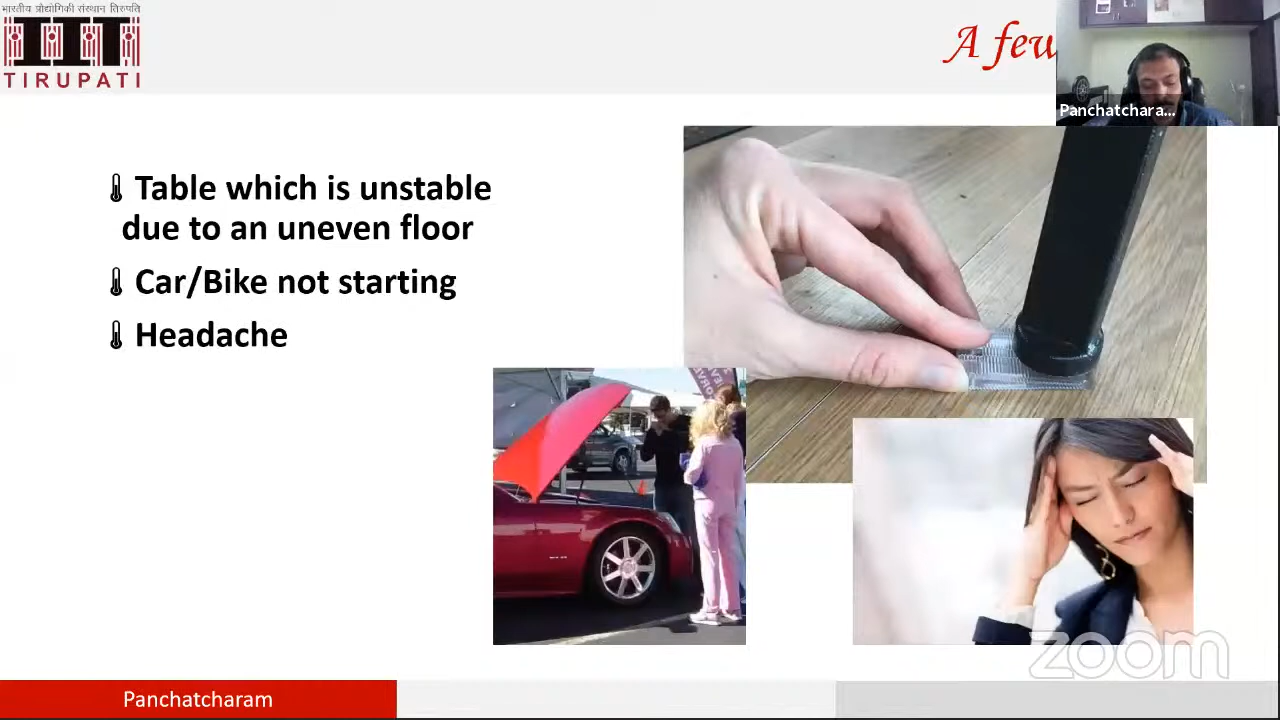 भारतीय प्रौद्योगिकी संस्थान तिरुपति
TIRUPATI
A few
Panchatchara...
Table which is unstable
due to an uneven floor
Car/Bike not starting
Headache
zoom
Panchatcharam